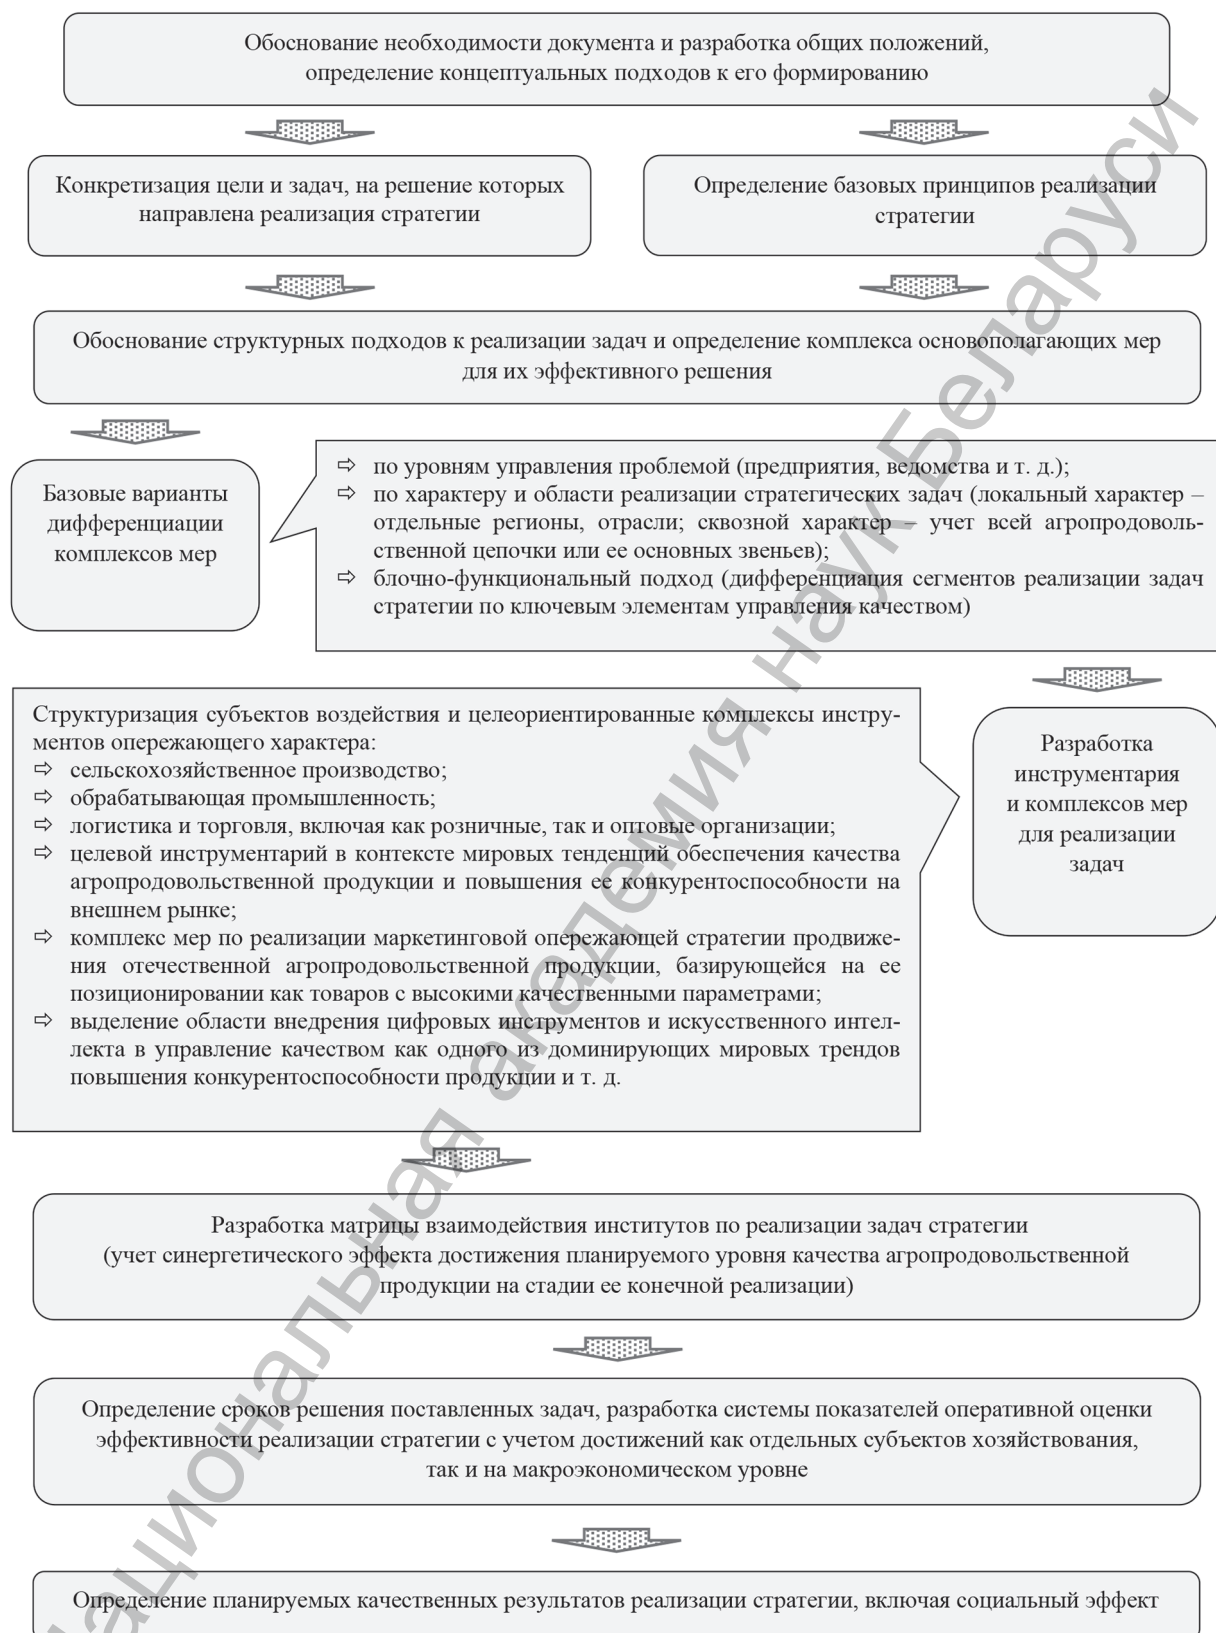 Обоснование необходимости документа и разработка общих положений,
определение концептуальных подходов к его формированию
Конкретизация цели и задач, на решение которых
направлена реализация стратегии
Определение базовых принципов реализации
стратегии
Обоснование структурных подходов к реализации задач и определение комплекса основополагающих мер
для их эффективного решения
Базовые варианты
дифференциации
комплексов мер
⇨ по уровням управления проблемой (предприятия, ведомства и т. д.);
⇨ по характеру и области реализации стратегических задач (локальный характер –
отдельные регионы, отрасли; сквозной характер – учет всей агропродоволь-
ственной цепочки или ее основных звеньев);
⇨ блочно-функциональный подход (дифференциация сегментов реализации задач
стратегии по ключевым элементам управления качеством)
Структуризация субъектов воздействия и целеориентированные комплексы инстру-
ментов опережающего характера:
⇨ сельскохозяйственное производство;
⇨ обрабатывающая промышленность;
⇨ логистика и торговля, включая как розничные, так и оптовые организации;
⇨ целевой инструментарий в контексте мировых тенденций обеспечения качества
агропродовольственной продукции и повышения ее конкурентоспособности на
внешнем рынке;
⇨ комплекс мер по реализации маркетинговой опережающей стратегии продвиже-
ния отечественной агропродовольственной продукции, базирующейся на ее
позиционировании как товаров с высокими качественными параметрами;
⇨ выделение области внедрения цифровых инструментов и искусственного интел-
лекта в управление качеством как одного из доминирующих мировых трендов
повышения конкурентоспособности продукции и т. д.
Разработка
инструментария
и комплексов мер
для реализации
задач
Разработка матрицы взаимодействия институтов по реализации задач стратегии
(учет синергетического эффекта достижения планируемого уровня качества агропродовольственной
продукции на стадии ее конечной реализации)
Определение сроков решения поставленных задач, разработка системы показателей оперативной оценки
эффективности реализации стратегии с учетом достижений как отдельных субъектов хозяйствования,
так и на макроэкономическом уровне
Определение планируемых качественных результатов реализации стратегии, включая социальный эффект
Национальная академия наук Беларуси